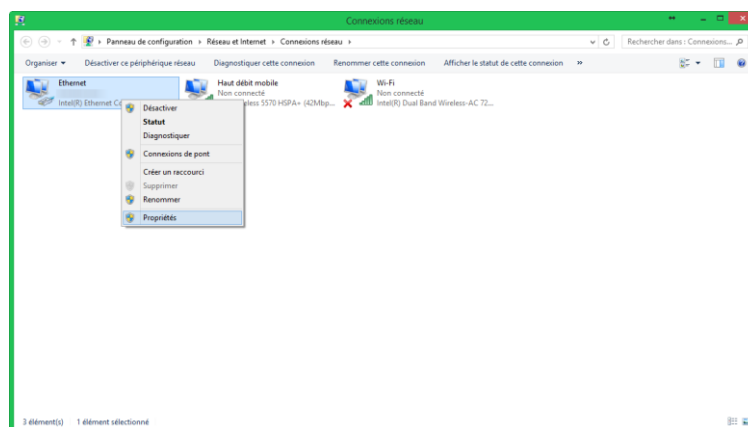 Connexions réseau
Panneau de configuration › Réseau et Internet › Connexions réseau ›
Rechercher dans : Connexions...
Organiser
Désactiver ce périphérique réseau
Diagnostiquer cette connexion
Renommer cette connexion
Afficher le statut de cette connexion
»
Ethernet
Intel(R) Ethernet C
Haut débit mobile
Non connecté
eless 5570 HSPA+ (42Mbp...
Wi-Fi
Non connecté
Intel(R) Dual Band Wireless-AC 72...
Désactiver
Statut
Diagnostiquer
Connexions de pont
Créer un raccourci
Supprimer
Renommer
Propriétés
3 élément(s) 1 élément sélectionné